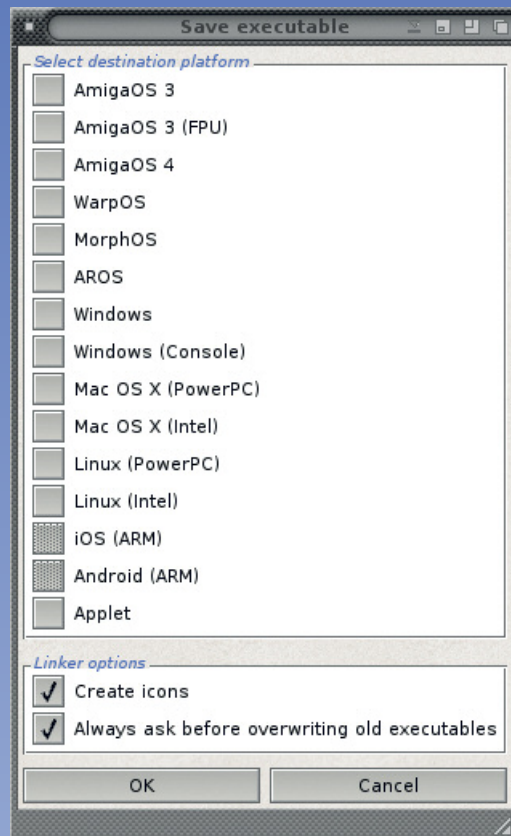 Save executable
Select destination platform
AmigaOS 3
AmigaOS 3 (FPU)
AmigaOS 4
WarpOS
MorphOS
AROS
Windows
Windows (Console)
Mac OS X (PowerPC)
Mac OS X (Intel)
Linux (PowerPC)
Linux (Intel)
iOS (ARM)
Android (ARM)
Applet
Linker options
Create icons
Always ask before overwriting old executables
OK
Cancel